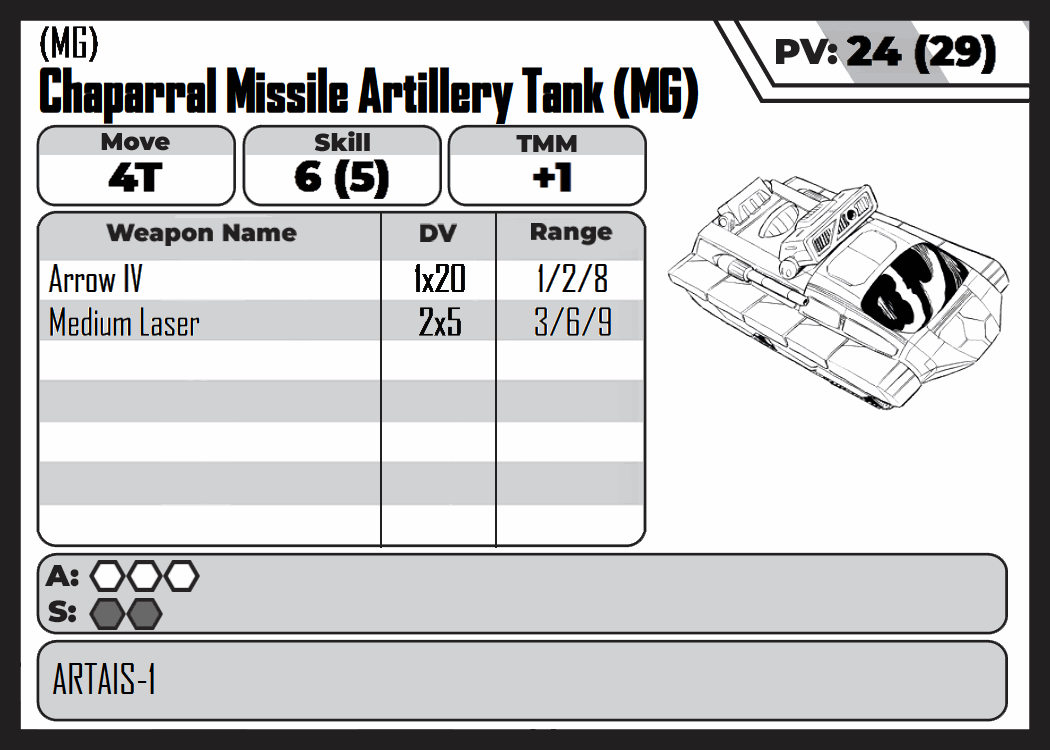 (MG)
Chaparral Missile Artillery Tank (MG)
PV: 24 (29)
Move Skill TMM
4T 6 (5) +1
Weapon Name DV Range
Arrow IV 1x20 1/2/8
Medium Laser 2x5 3/6/9
A:
S:
ARTAIS-1